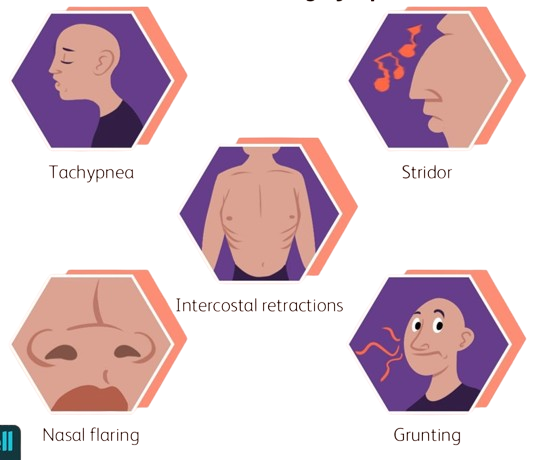 Tachypnea
Stridor
Intercostal retractions
Nasal flaring
Grunting